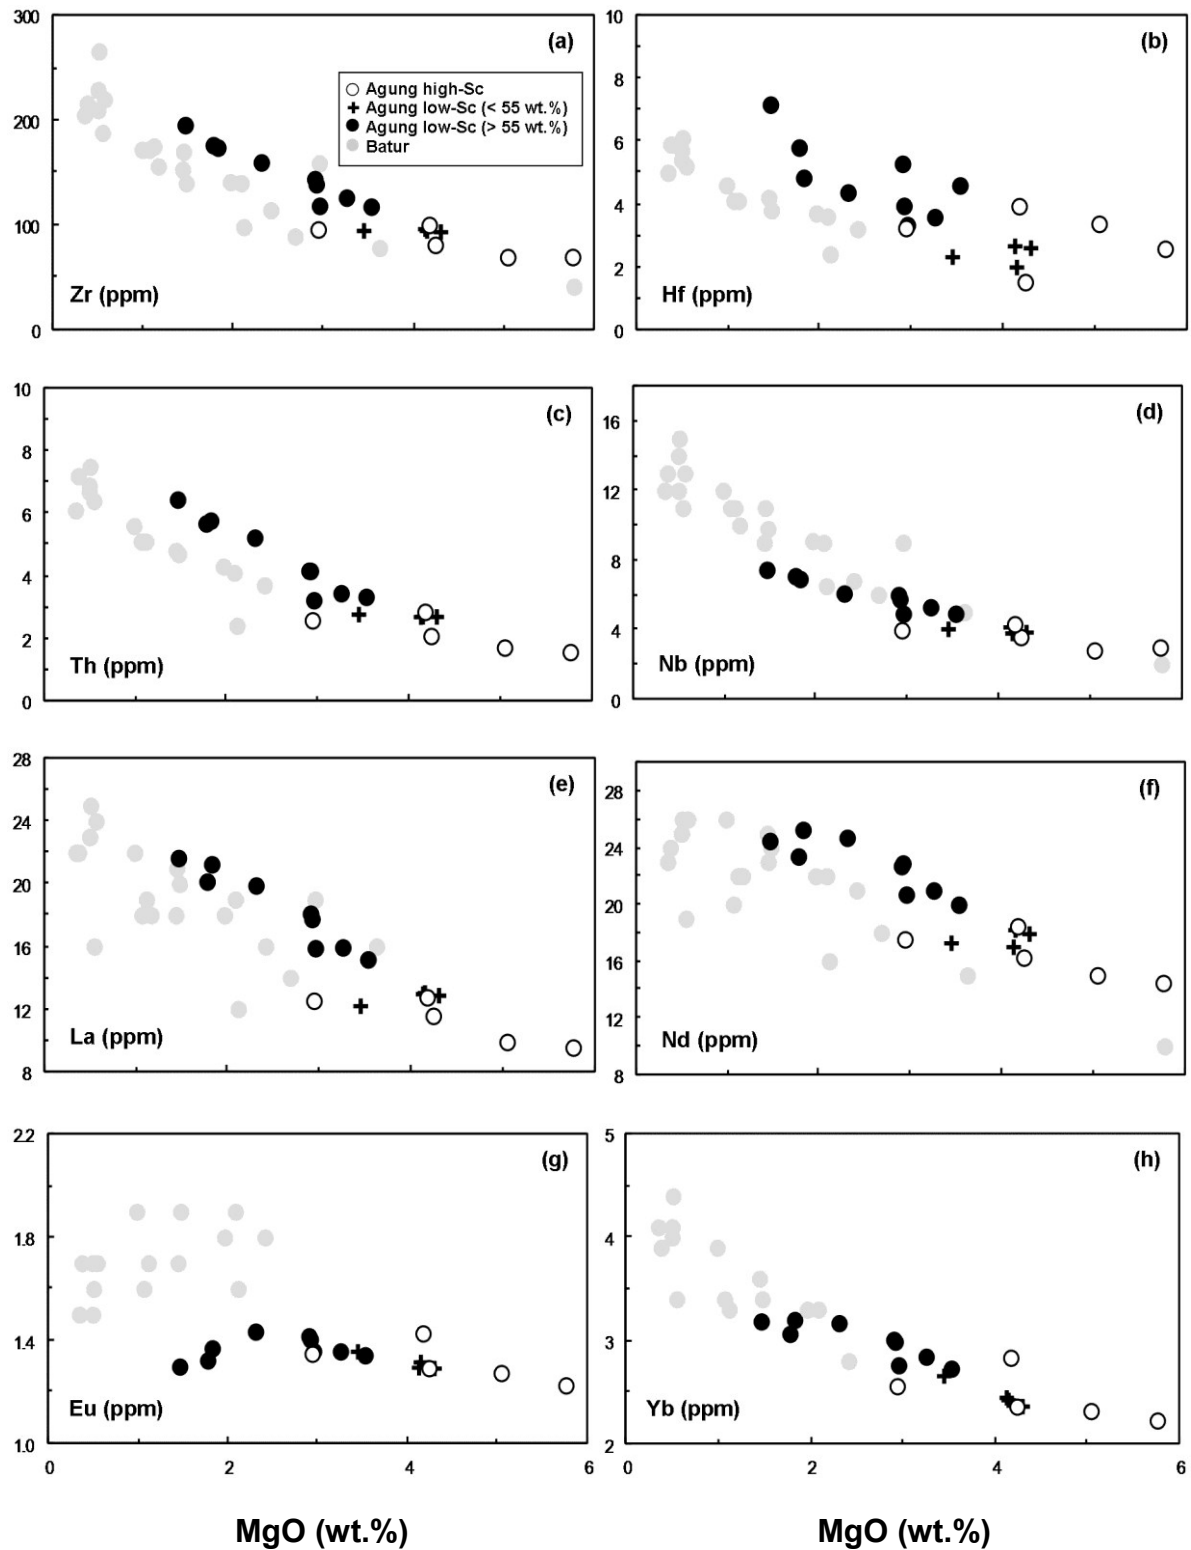 300
200
100
0
(a)
Agung high-Sc
Agung low-Sc (< 55 wt.%)
Agung low-Sc (> 55 wt.%)
Batur
Zr (ppm)
10
8
6
4
2
0
(b)
Hf (ppm)
10
8
6
4
2
0
(c)
Th (ppm)
16
12
8
4
0
(d)
Nb (ppm)
28
24
20
16
12
8
(e)
La (ppm)
28
24
20
16
12
8
(f)
Nd (ppm)
2.2
1.8
1.4
1.0
(g)
Eu (ppm)
0 2 4 6
MgO (wt.%)
5
4
3
2
(h)
Yb (ppm)
0 2 4 6
MgO (wt.%)